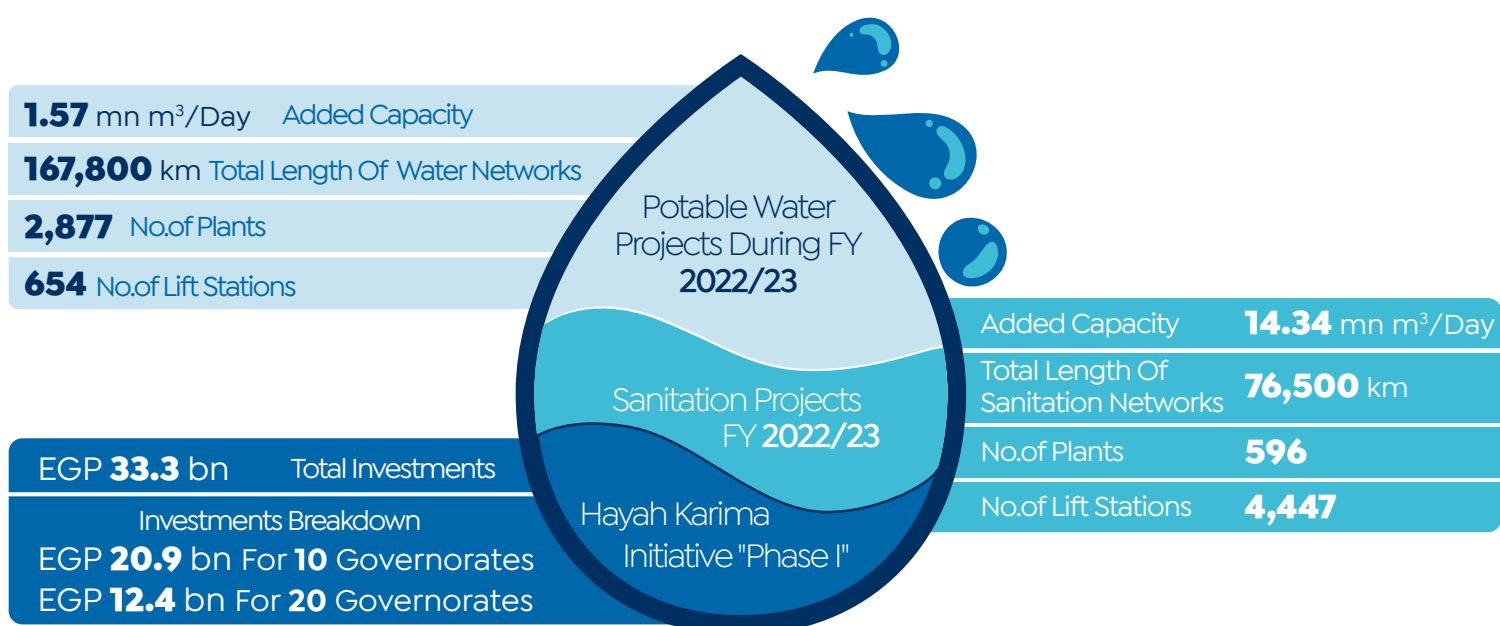 1.57 mn m³/Day Added Capacity
167,800 km Total Length Of Water Networks
2,877 No.of Plants
654 No.of Lift Stations
Potable Water
Projects During FY
2022/23
Sanitation Projects
FY 2022/23
Added Capacity 14.34 mn m³/Day
Total Length Of
Sanitation Networks 76,500 km
No.of Plants 596
No.of Lift Stations 4,447
Hayah Karima
Initiative "Phase I"
EGP 33.3 bn Total Investments
Investments Breakdown
EGP 20.9 bn For 10 Governorates
EGP 12.4 bn For 20 Governorates